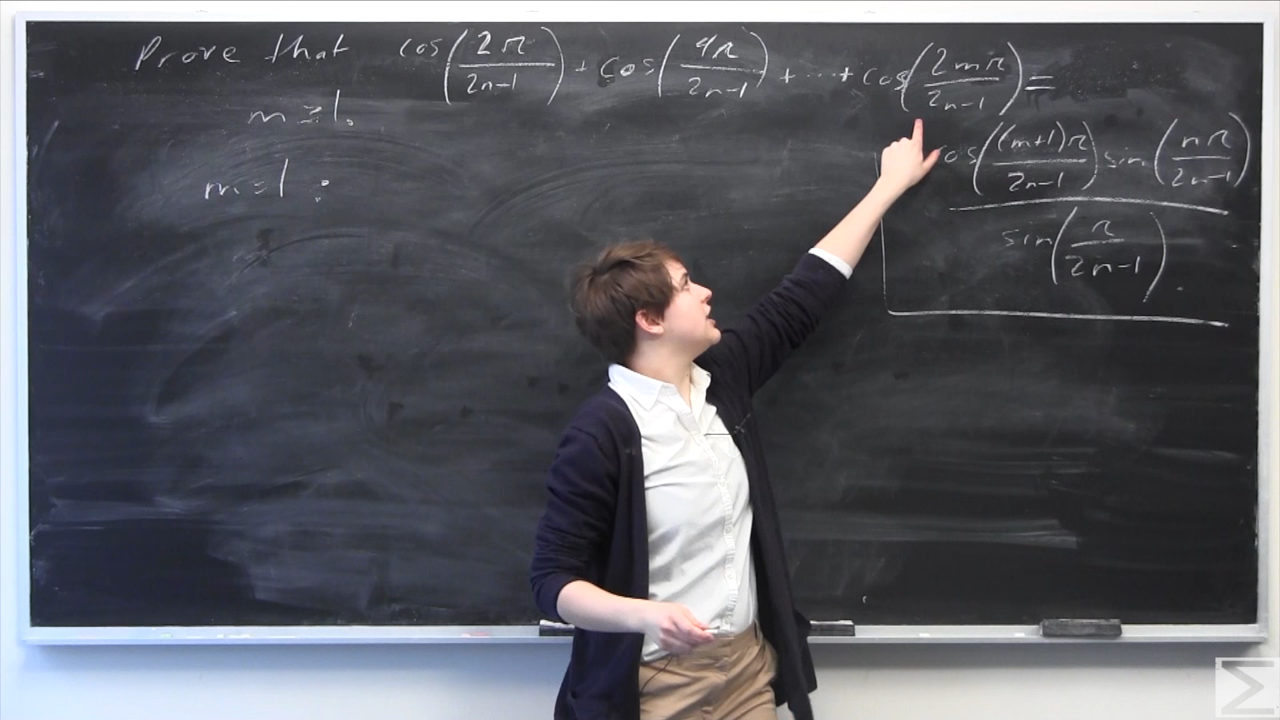 Prove that cos(2π/2n-1) + cos(4π/2n-1) + ... + cos(2mπ/2n-1) =
m ≥ 1.
cos((m+1)π/2n-1) sin(nπ/2n-1)
m = 1 :
sin(π/2n-1)
Σ